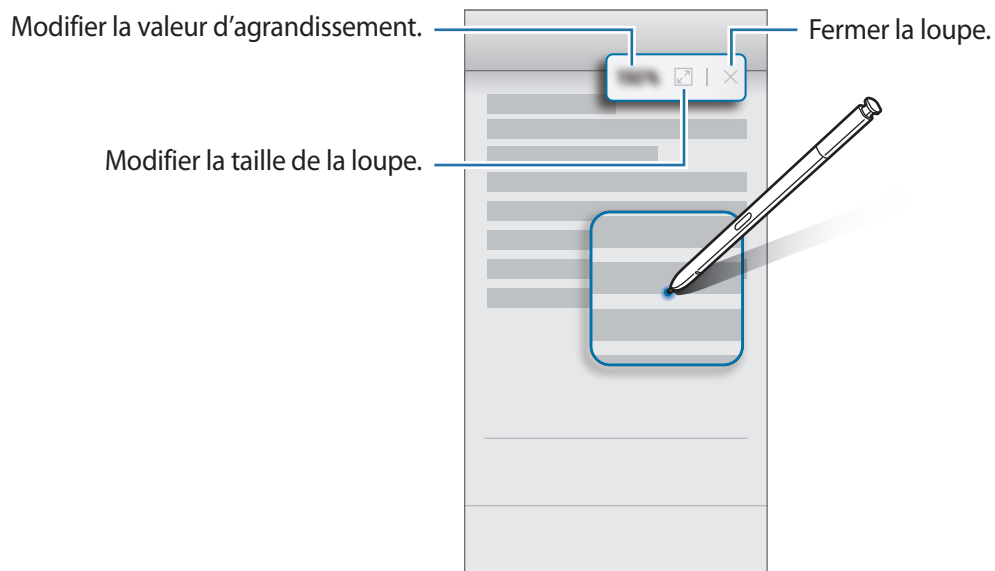 Modifier la valeur d’agrandissement.
Fermer la loupe.
Modifier la taille de la loupe.